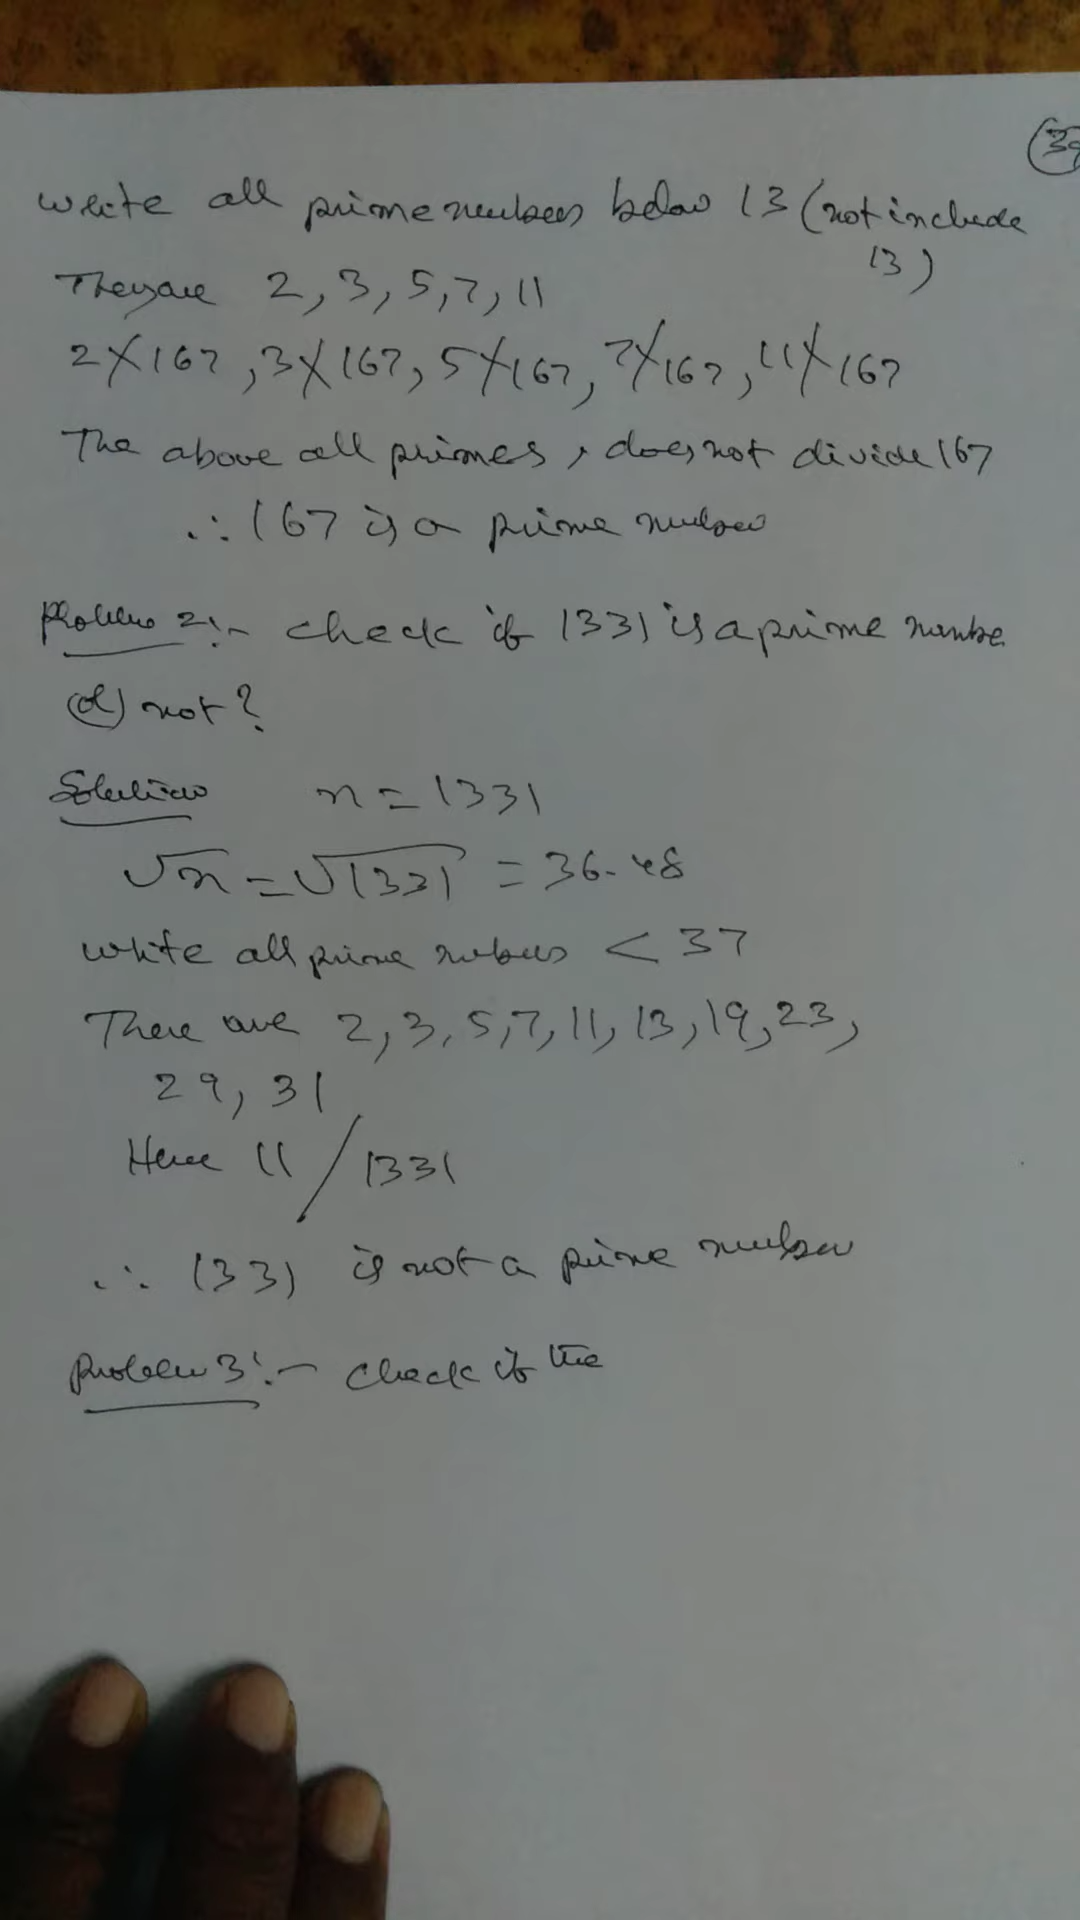 39
write all prime numbers below 13 (not include
13)
They are 2, 3, 5, 7, 11
2∤167, 3∤167, 5∤167, 7∤167, 11∤167
The above all primes, does not divide 167
∴ 167 is a prime number
Problem 2:- check if 1331 is a prime numbe
(or) not?
Solution n = 1331
√n = √1331 = 36.48
write all prime nubers < 37
There are 2, 3, 5, 7, 11, 13, 19, 23,
29, 31
Here 11 / 1331
∴ 1331 is not a prime number
Problem 3:- check if the